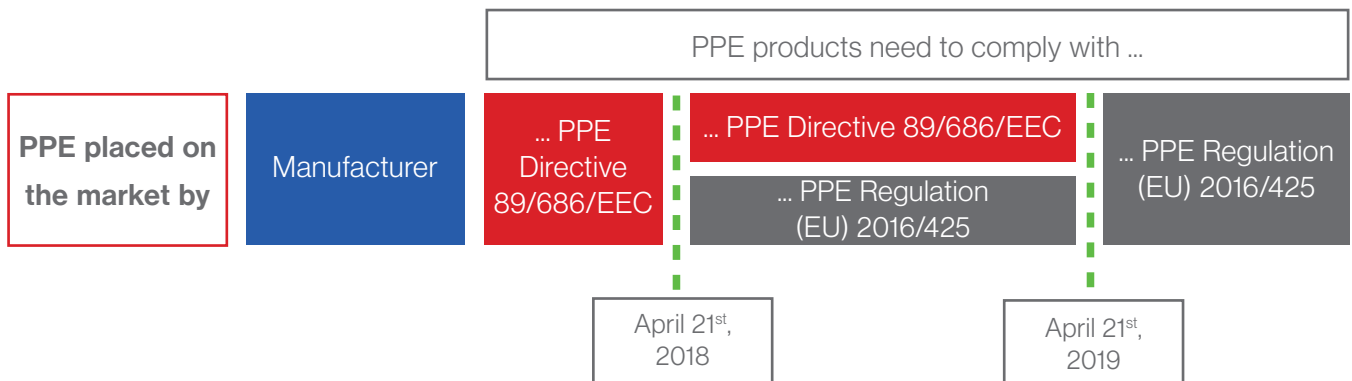 PPE products need to comply with ...
PPE placed on
the market by
Manufacturer
... PPE
Directive
89/686/EEC
... PPE Directive 89/686/EEC
... PPE Regulation
(EU) 2016/425
... PPE Regulation
(EU) 2016/425
April 21st,
2018
April 21st,
2019